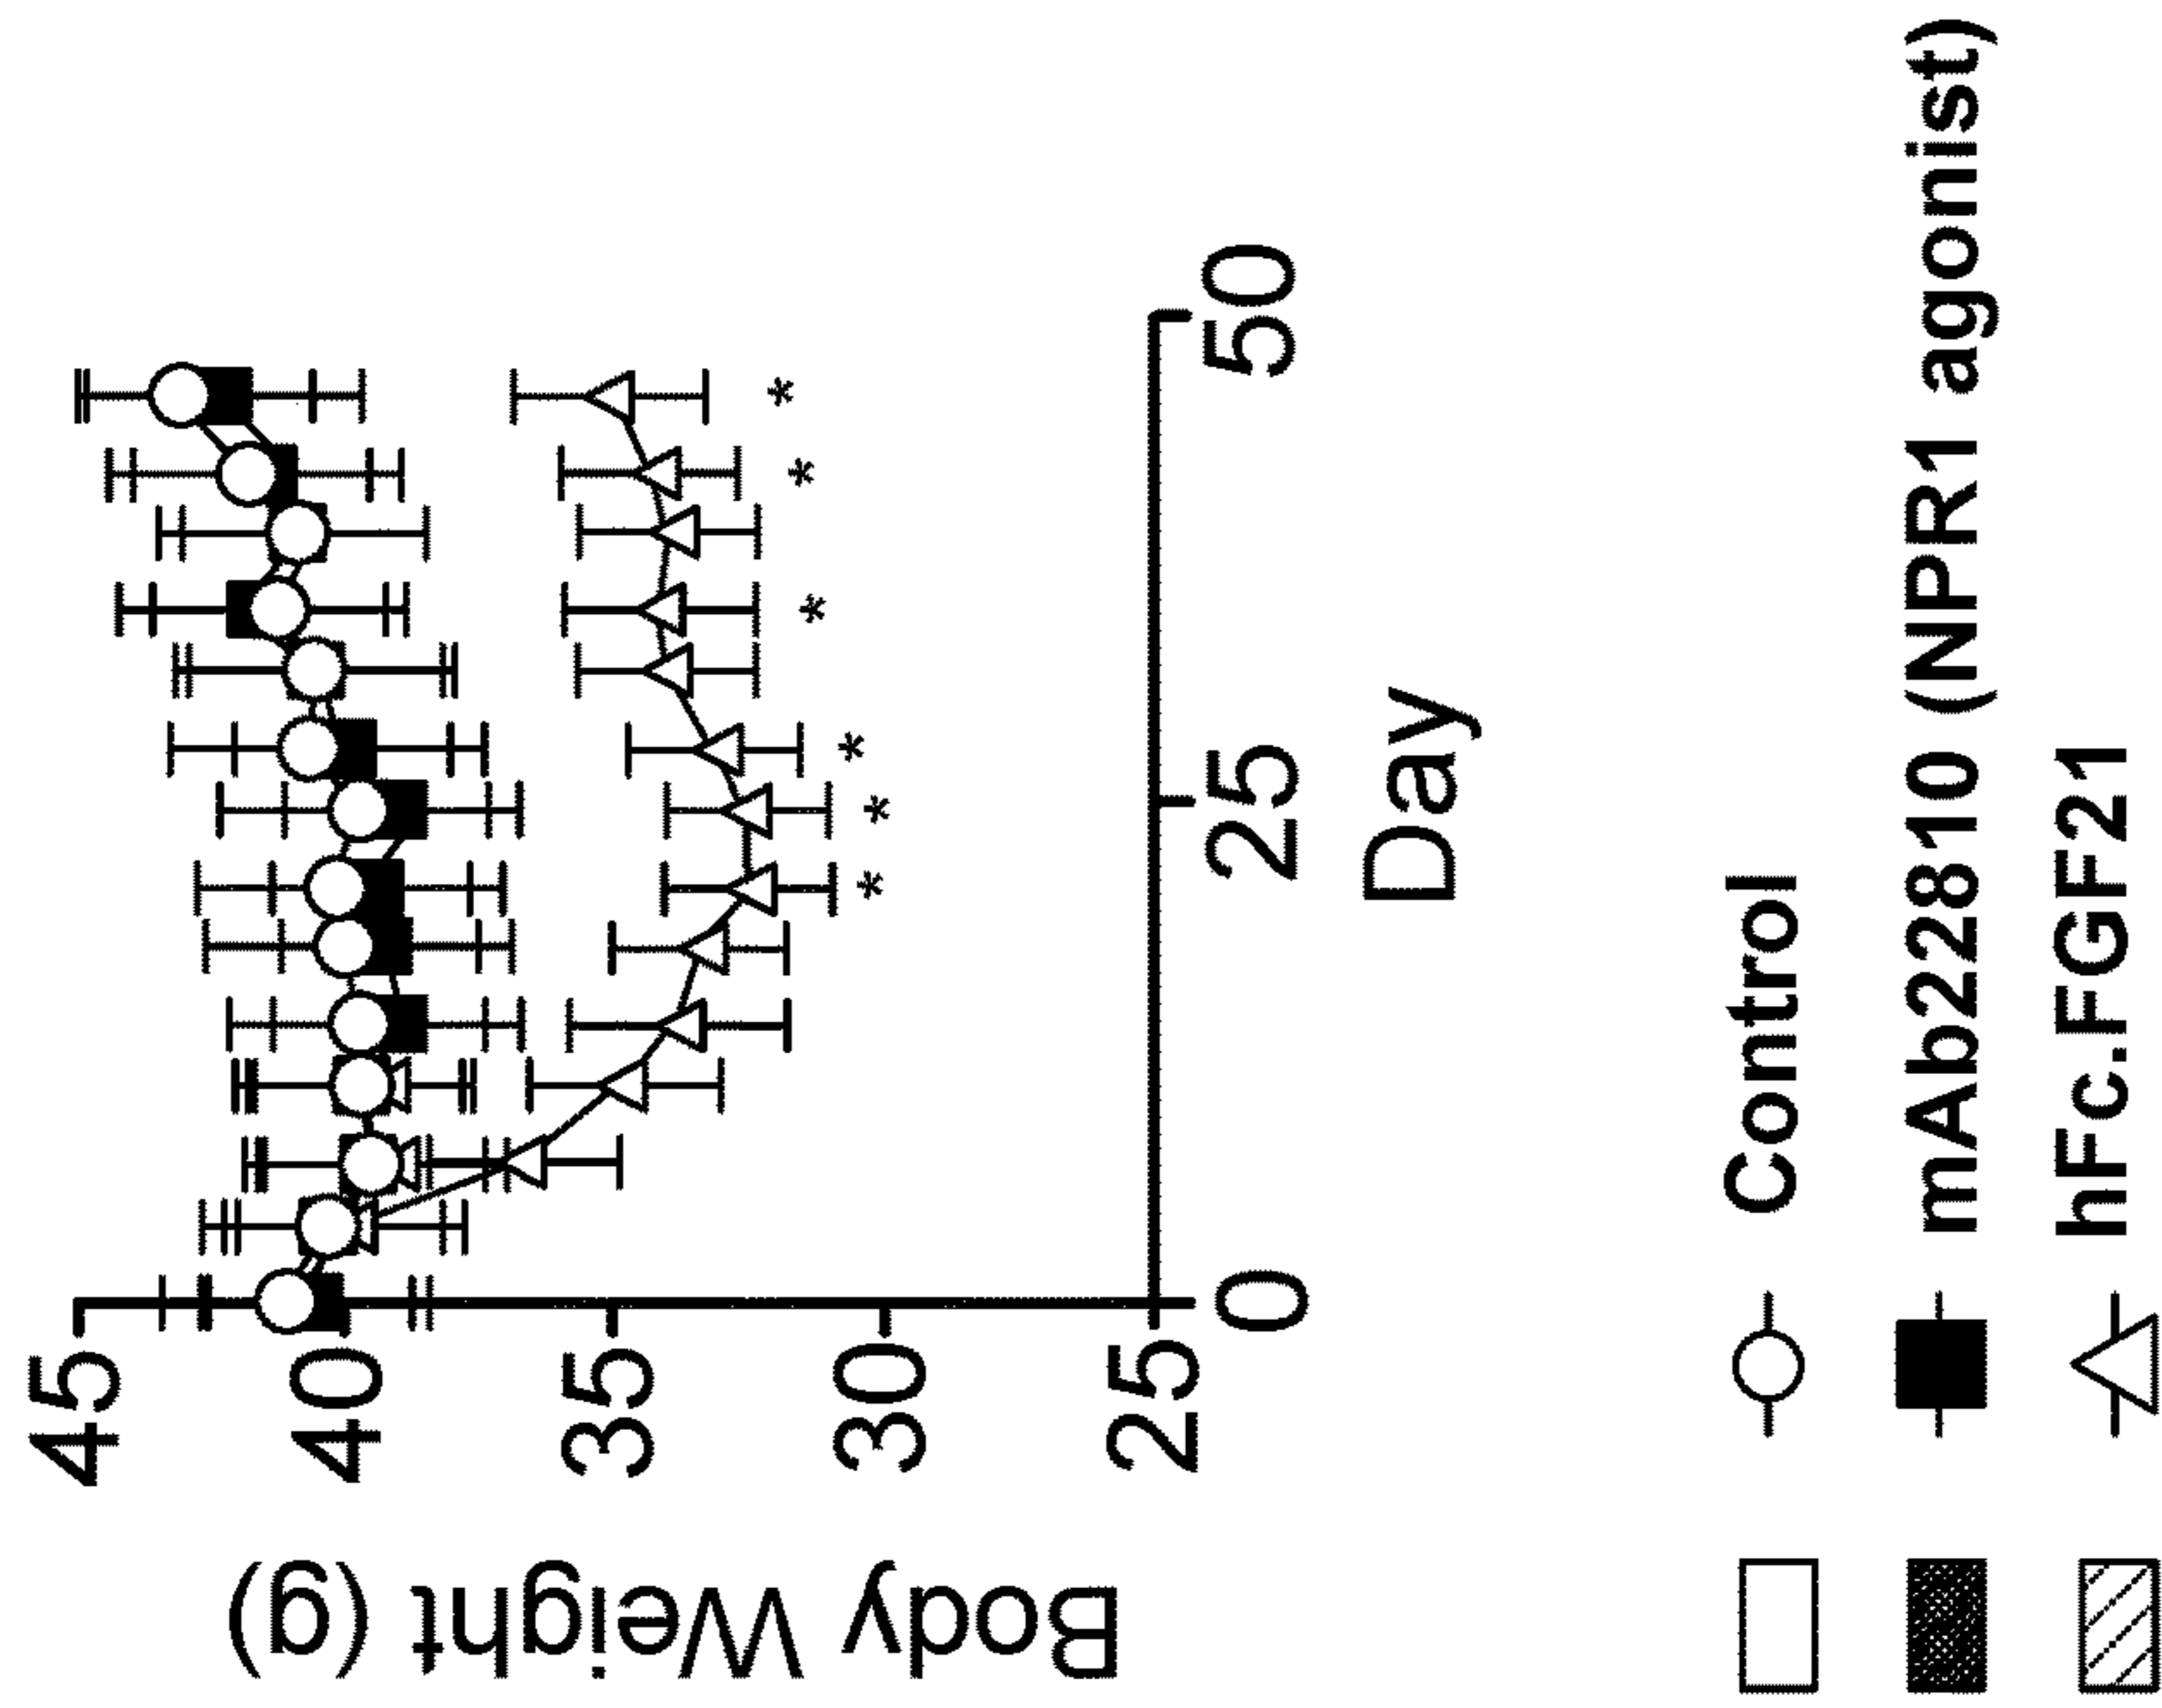 Body Weight (g)
45
40
35
30
25
0
25
50
Day
*
*
*
*
*
*
Control
mAb22810 (NPR1 agonist)
hFc.FGF21